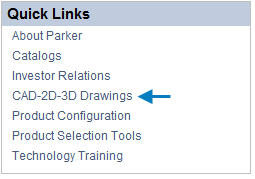 Quick Links
About Parker
Catalogs
Investor Relations
CAD-2D-3D Drawings
Product Configuration
Product Selection Tools
Technology Training